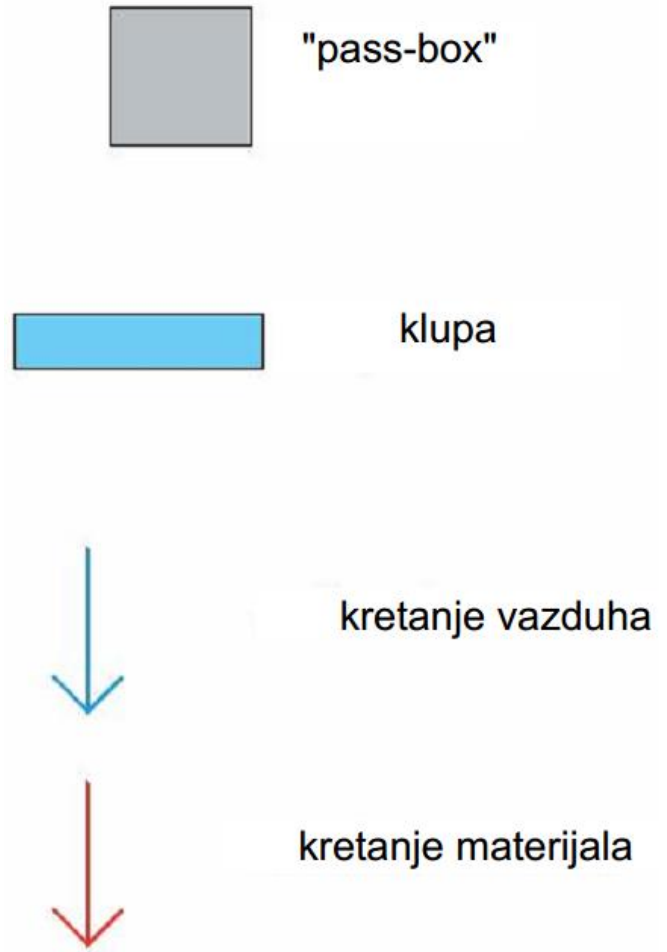 "pass-box"
klupa
kretanje vazduha
kretanje materijala